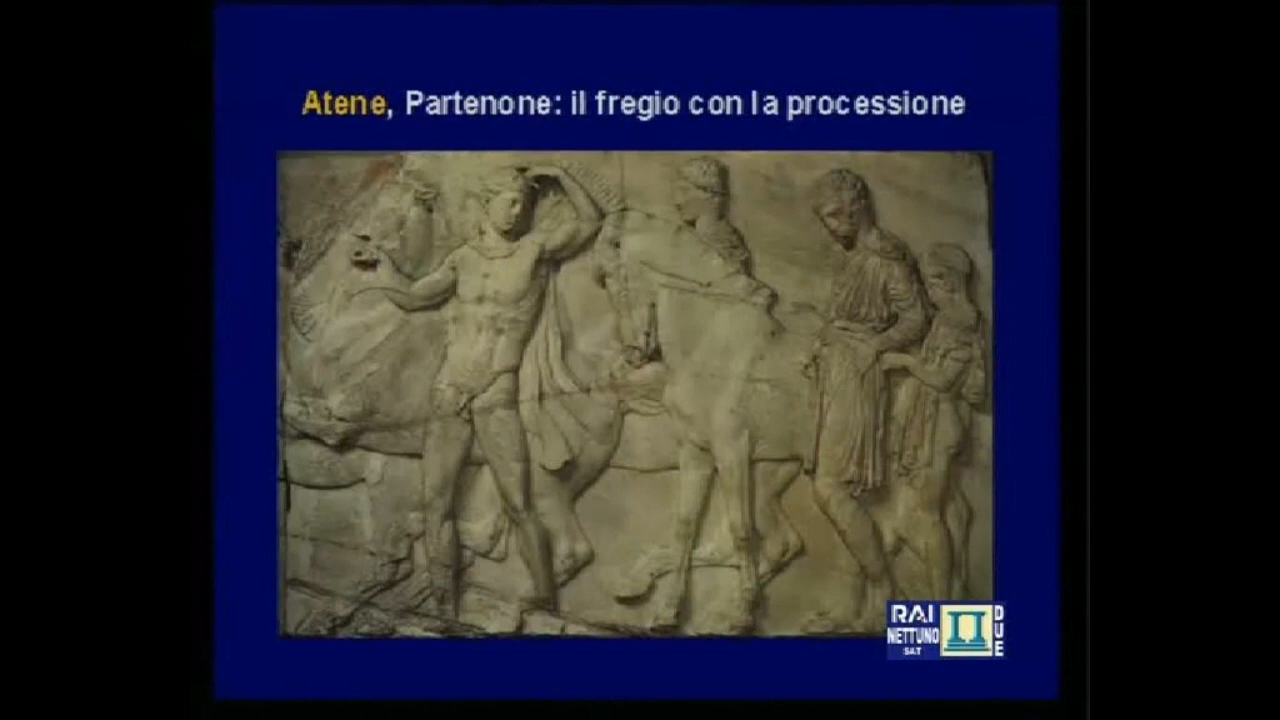 Atene, Partenone: il fregio con la processione
RAI
NETTUNO
SAT
DUE